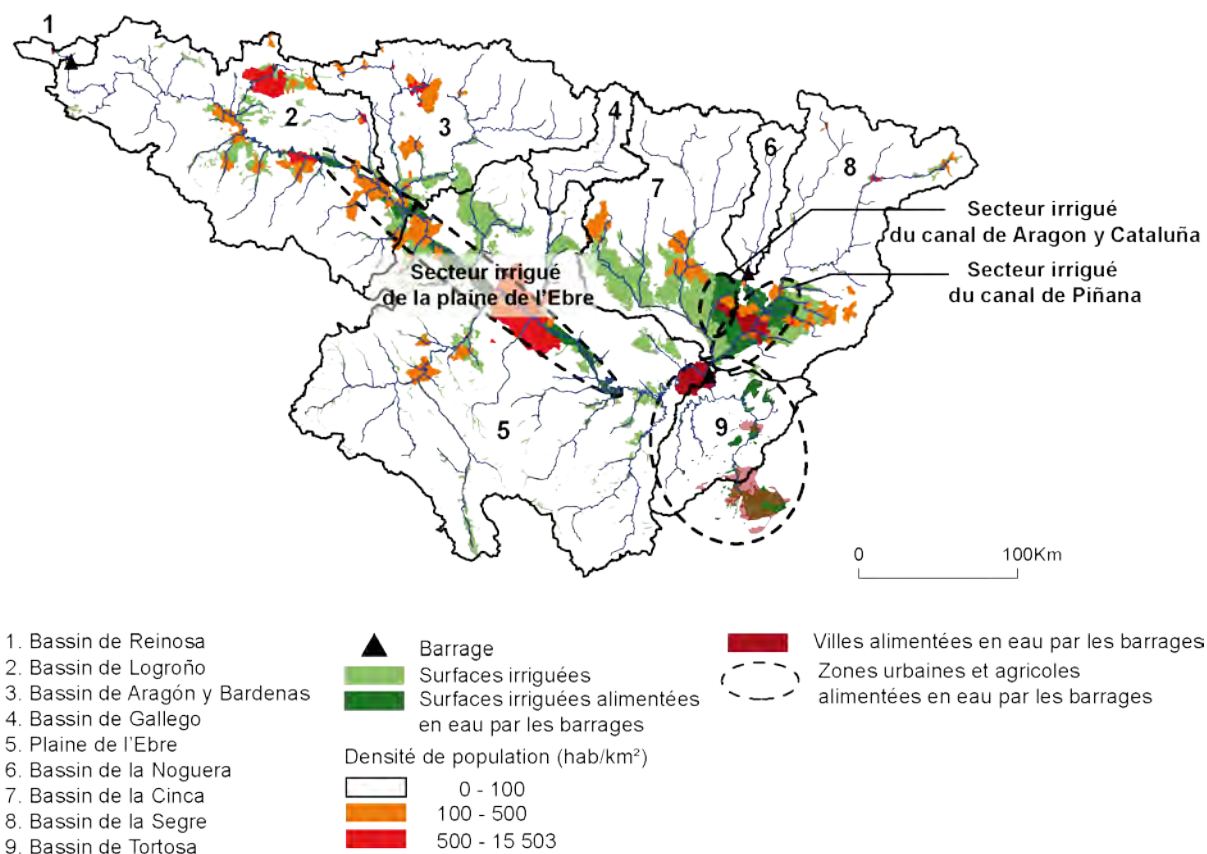 1
2
3
4
6
8
7
Secteur irrigué
du canal de Aragon y Cataluña
Secteur irrigué
du canal de Piñana
Secteur irrigué
de la plaine de l'Ebre
5
9
0 100Km
1. Bassin de Reinosa
2. Bassin de Logroño
3. Bassin de Aragón y Bardenas
4. Bassin de Gallego
5. Plaine de l'Ebre
6. Bassin de la Noguera
7. Bassin de la Cinca
8. Bassin de la Segre
9. Bassin de Tortosa
Barrage
Surfaces irriguées
Surfaces irriguées alimentées
en eau par les barrages
Densité de population (hab/km²)
0 - 100
100 - 500
500 - 15 503
Villes alimentées en eau par les barrages
Zones urbaines et agricoles
alimentées en eau par les barrages